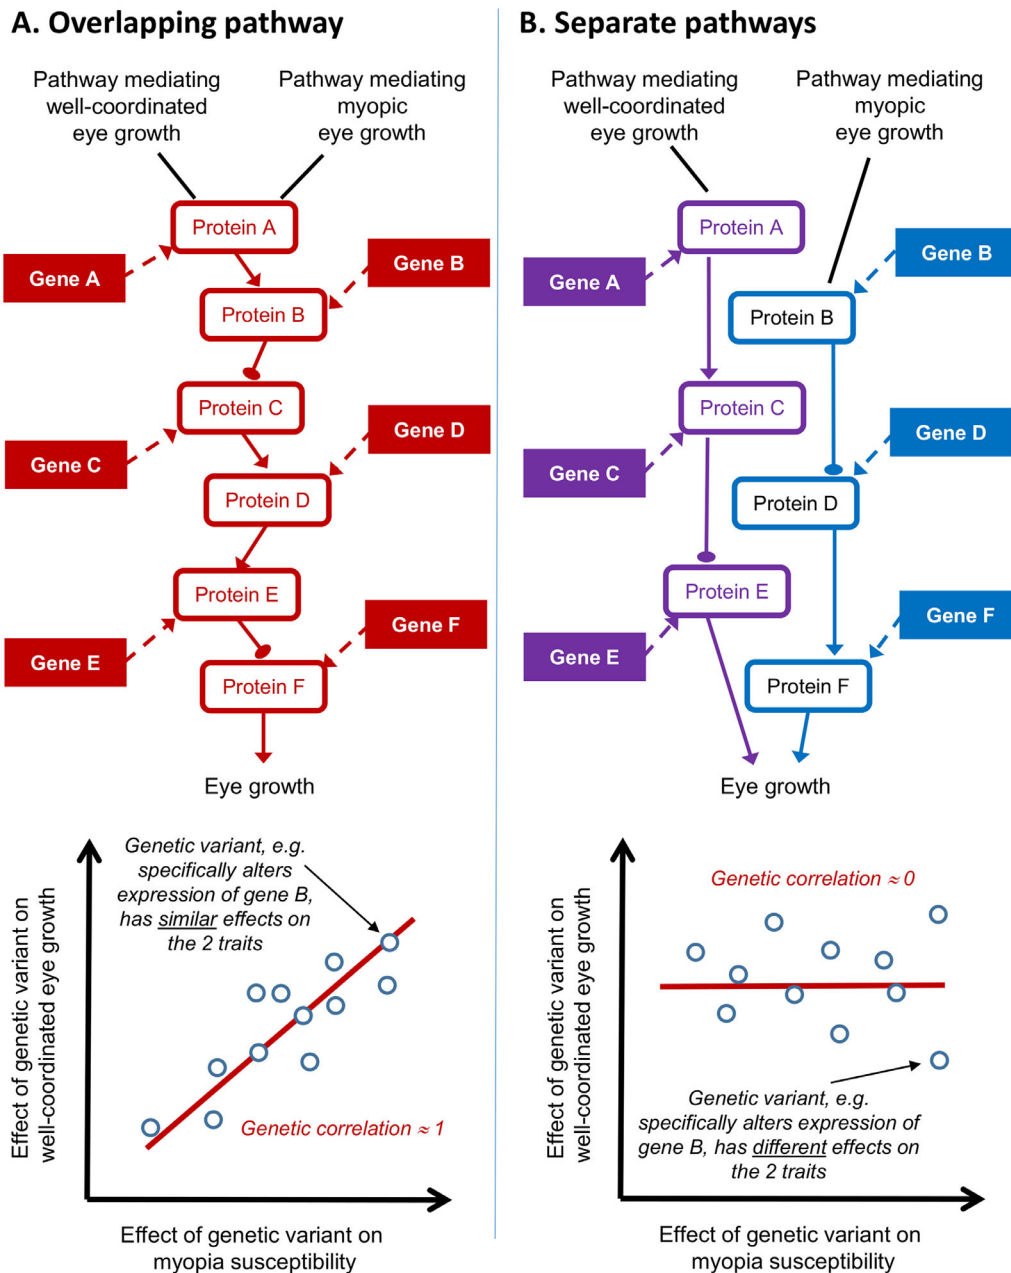 A. Overlapping pathway
Pathway mediating
well-coordinated
eye growth
Pathway mediating
myopic
eye growth
Protein A
Gene A
Gene B
Protein B
Protein C
Gene D
Gene C
Protein D
Protein E
Gene F
Gene E
Protein F
Eye growth
Genetic variant, e.g.
specifically alters
expression of gene B,
has similar effects on
the 2 traits
Genetic correlation ≈ 1
Effect of genetic variant on
well-coordinated eye growth
Effect of genetic variant on
myopia susceptibility
B. Separate pathways
Pathway mediating
well-coordinated
eye growth
Pathway mediating
myopic
eye growth
Protein A
Gene B
Gene A
Protein B
Protein C
Gene D
Gene C
Protein D
Protein E
Gene F
Gene E
Protein F
Eye growth
Genetic correlation ≈ 0
Genetic variant, e.g.
specifically alters expression of
gene B, has different effects on
the 2 traits
Effect of genetic variant on
well-coordinated eye growth
Effect of genetic variant on
myopia susceptibility